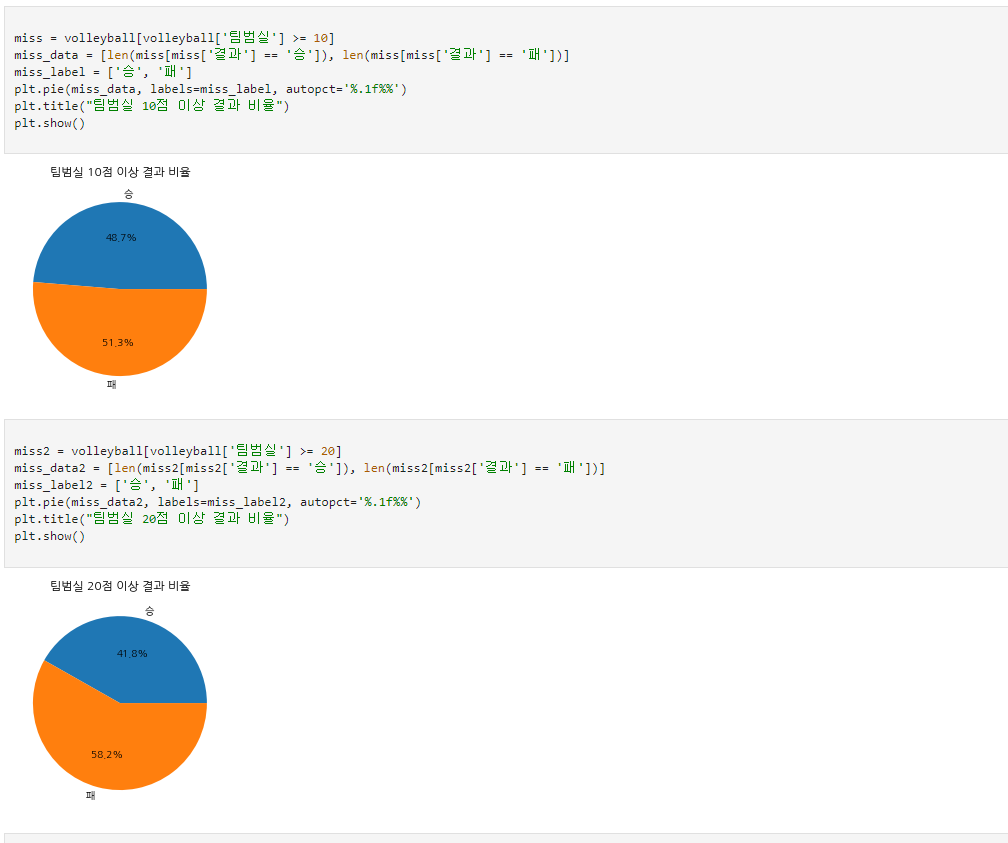 miss = volleyball[volleyball['팀범실'] >= 10]
miss_data = [len(miss[miss['결과'] == '승']), len(miss[miss['결과'] == '패'])]
miss_label = ['승', '패']
plt.pie(miss_data, labels=miss_label, autopct='%.1f%%')
plt.title("팀범실 10점 이상 결과 비율")
plt.show()
팀범실 10점 이상 결과 비율
승
48.7%
51.3%
패
miss2 = volleyball[volleyball['팀범실'] >= 20]
miss_data2 = [len(miss2[miss2['결과'] == '승']), len(miss2[miss2['결과'] == '패'])]
miss_label2 = ['승', '패']
plt.pie(miss_data2, labels=miss_label2, autopct='%.1f%%')
plt.title("팀범실 20점 이상 결과 비율")
plt.show()
팀범실 20점 이상 결과 비율
승
41.8%
58.2%
패